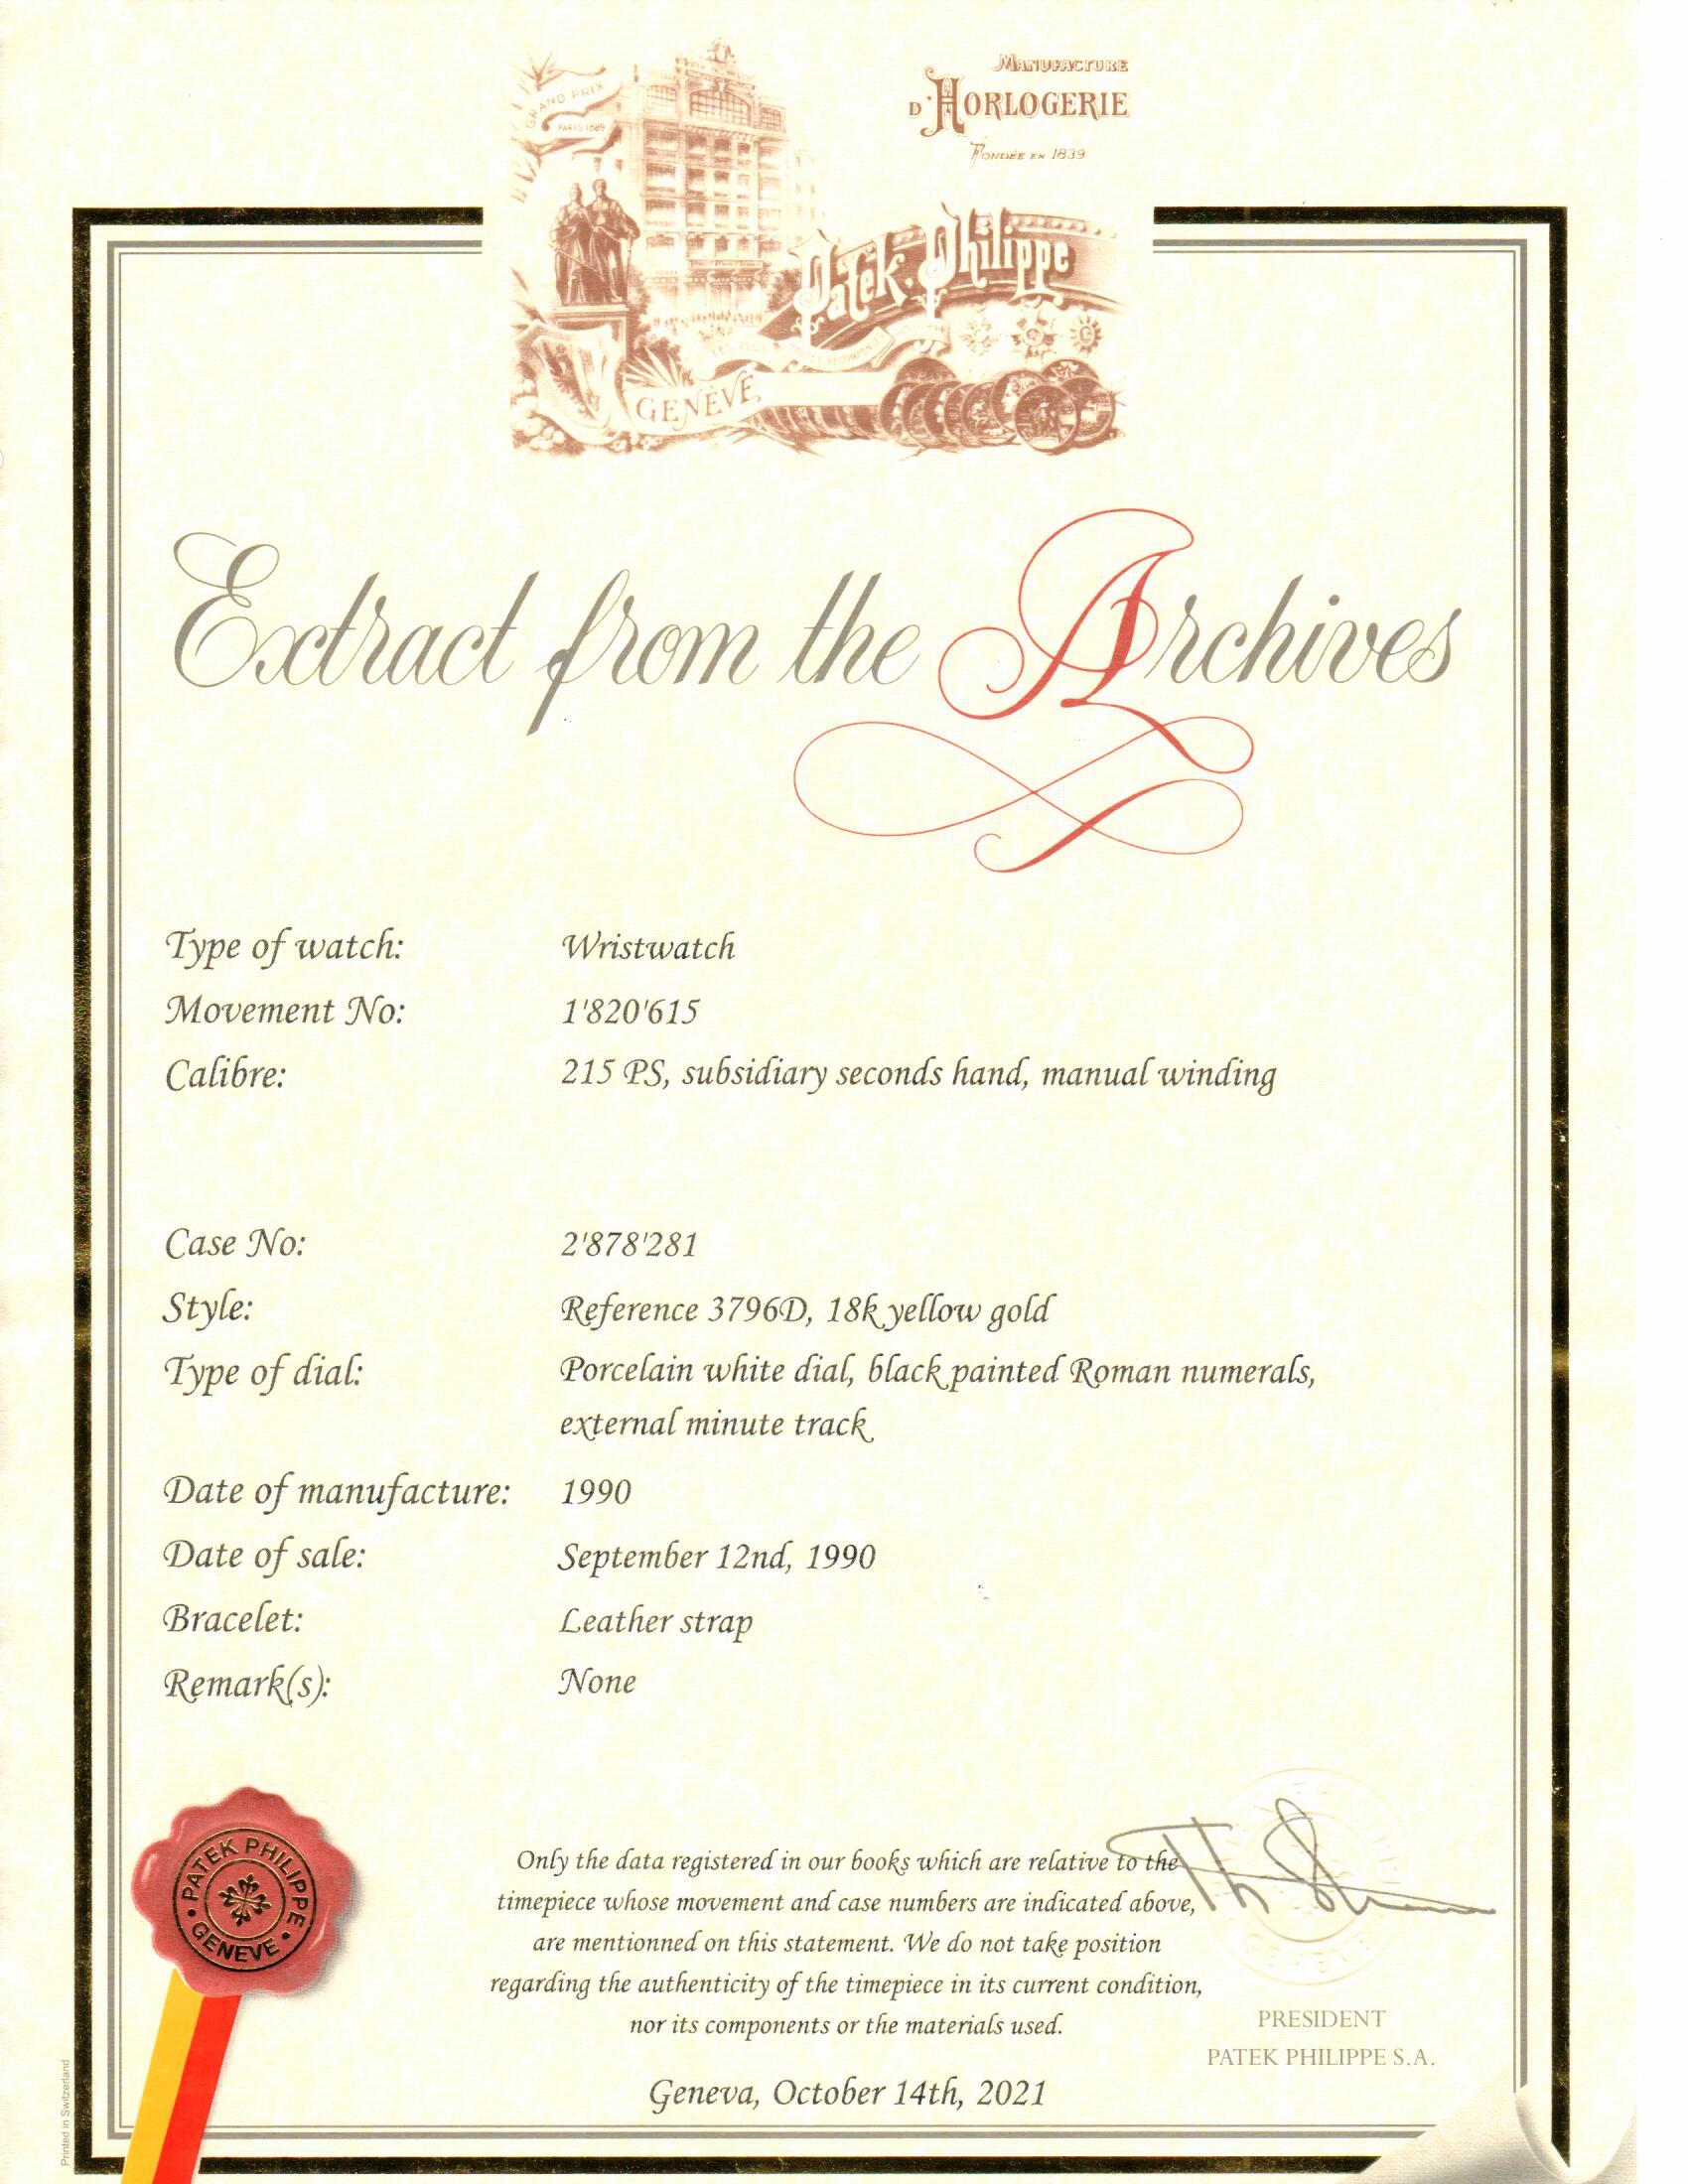 GRAND PRIX
PARIS 1889
MANUFACTURE
D'HORLOGERIE
FONDÉE EN 1839
Patek Philippe
GENÈVE
Extract from the Archives
Type of watch: Wristwatch
Movement No: 1'820'615
Calibre: 215 PS, subsidiary seconds hand, manual winding
Case No: 2'878'281
Style: Reference 3796D, 18k yellow gold
Type of dial: Porcelain white dial, black painted Roman numerals,
external minute track
Date of manufacture: 1990
Date of sale: September 12nd, 1990
Bracelet: Leather strap
Remark(s): None
PATEK PHILIPPE
GENEVE
Only the data registered in our books which are relative to the
timepiece whose movement and case numbers are indicated above,
are mentionned on this statement. We do not take position
regarding the authenticity of the timepiece in its current condition,
nor its components or the materials used.
PRESIDENT
PATEK PHILIPPE S.A.
Geneva, October 14th, 2021
Printed in Switzerland